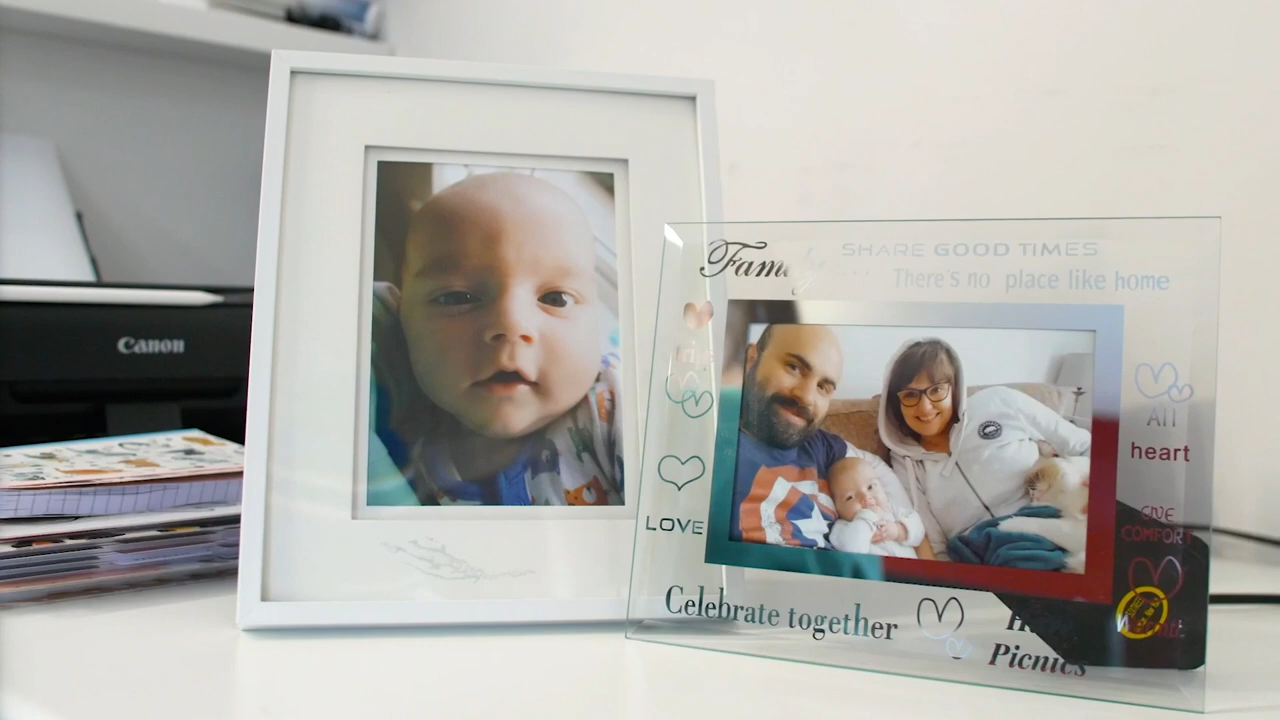 Canon
SHARE GOOD TIMES
There's no place like home
LOVE
All
heart
GIVE
COMFORT
Celebrate together
Picnics